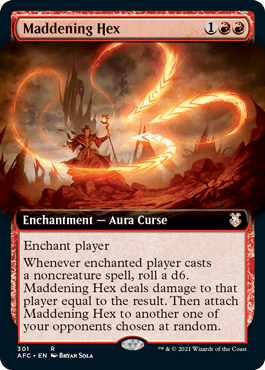 Maddening Hex 1
Enchantment — Aura Curse
Enchant player
Whenever enchanted player casts
a noncreature spell, roll a d6.
Maddening Hex deals damage to that
player equal to the result. Then attach
Maddening Hex to another one of
your opponents chosen at random.
301 R
AFC • EN BRYAN SOLA ™ & © 2021 Wizards of the Coast